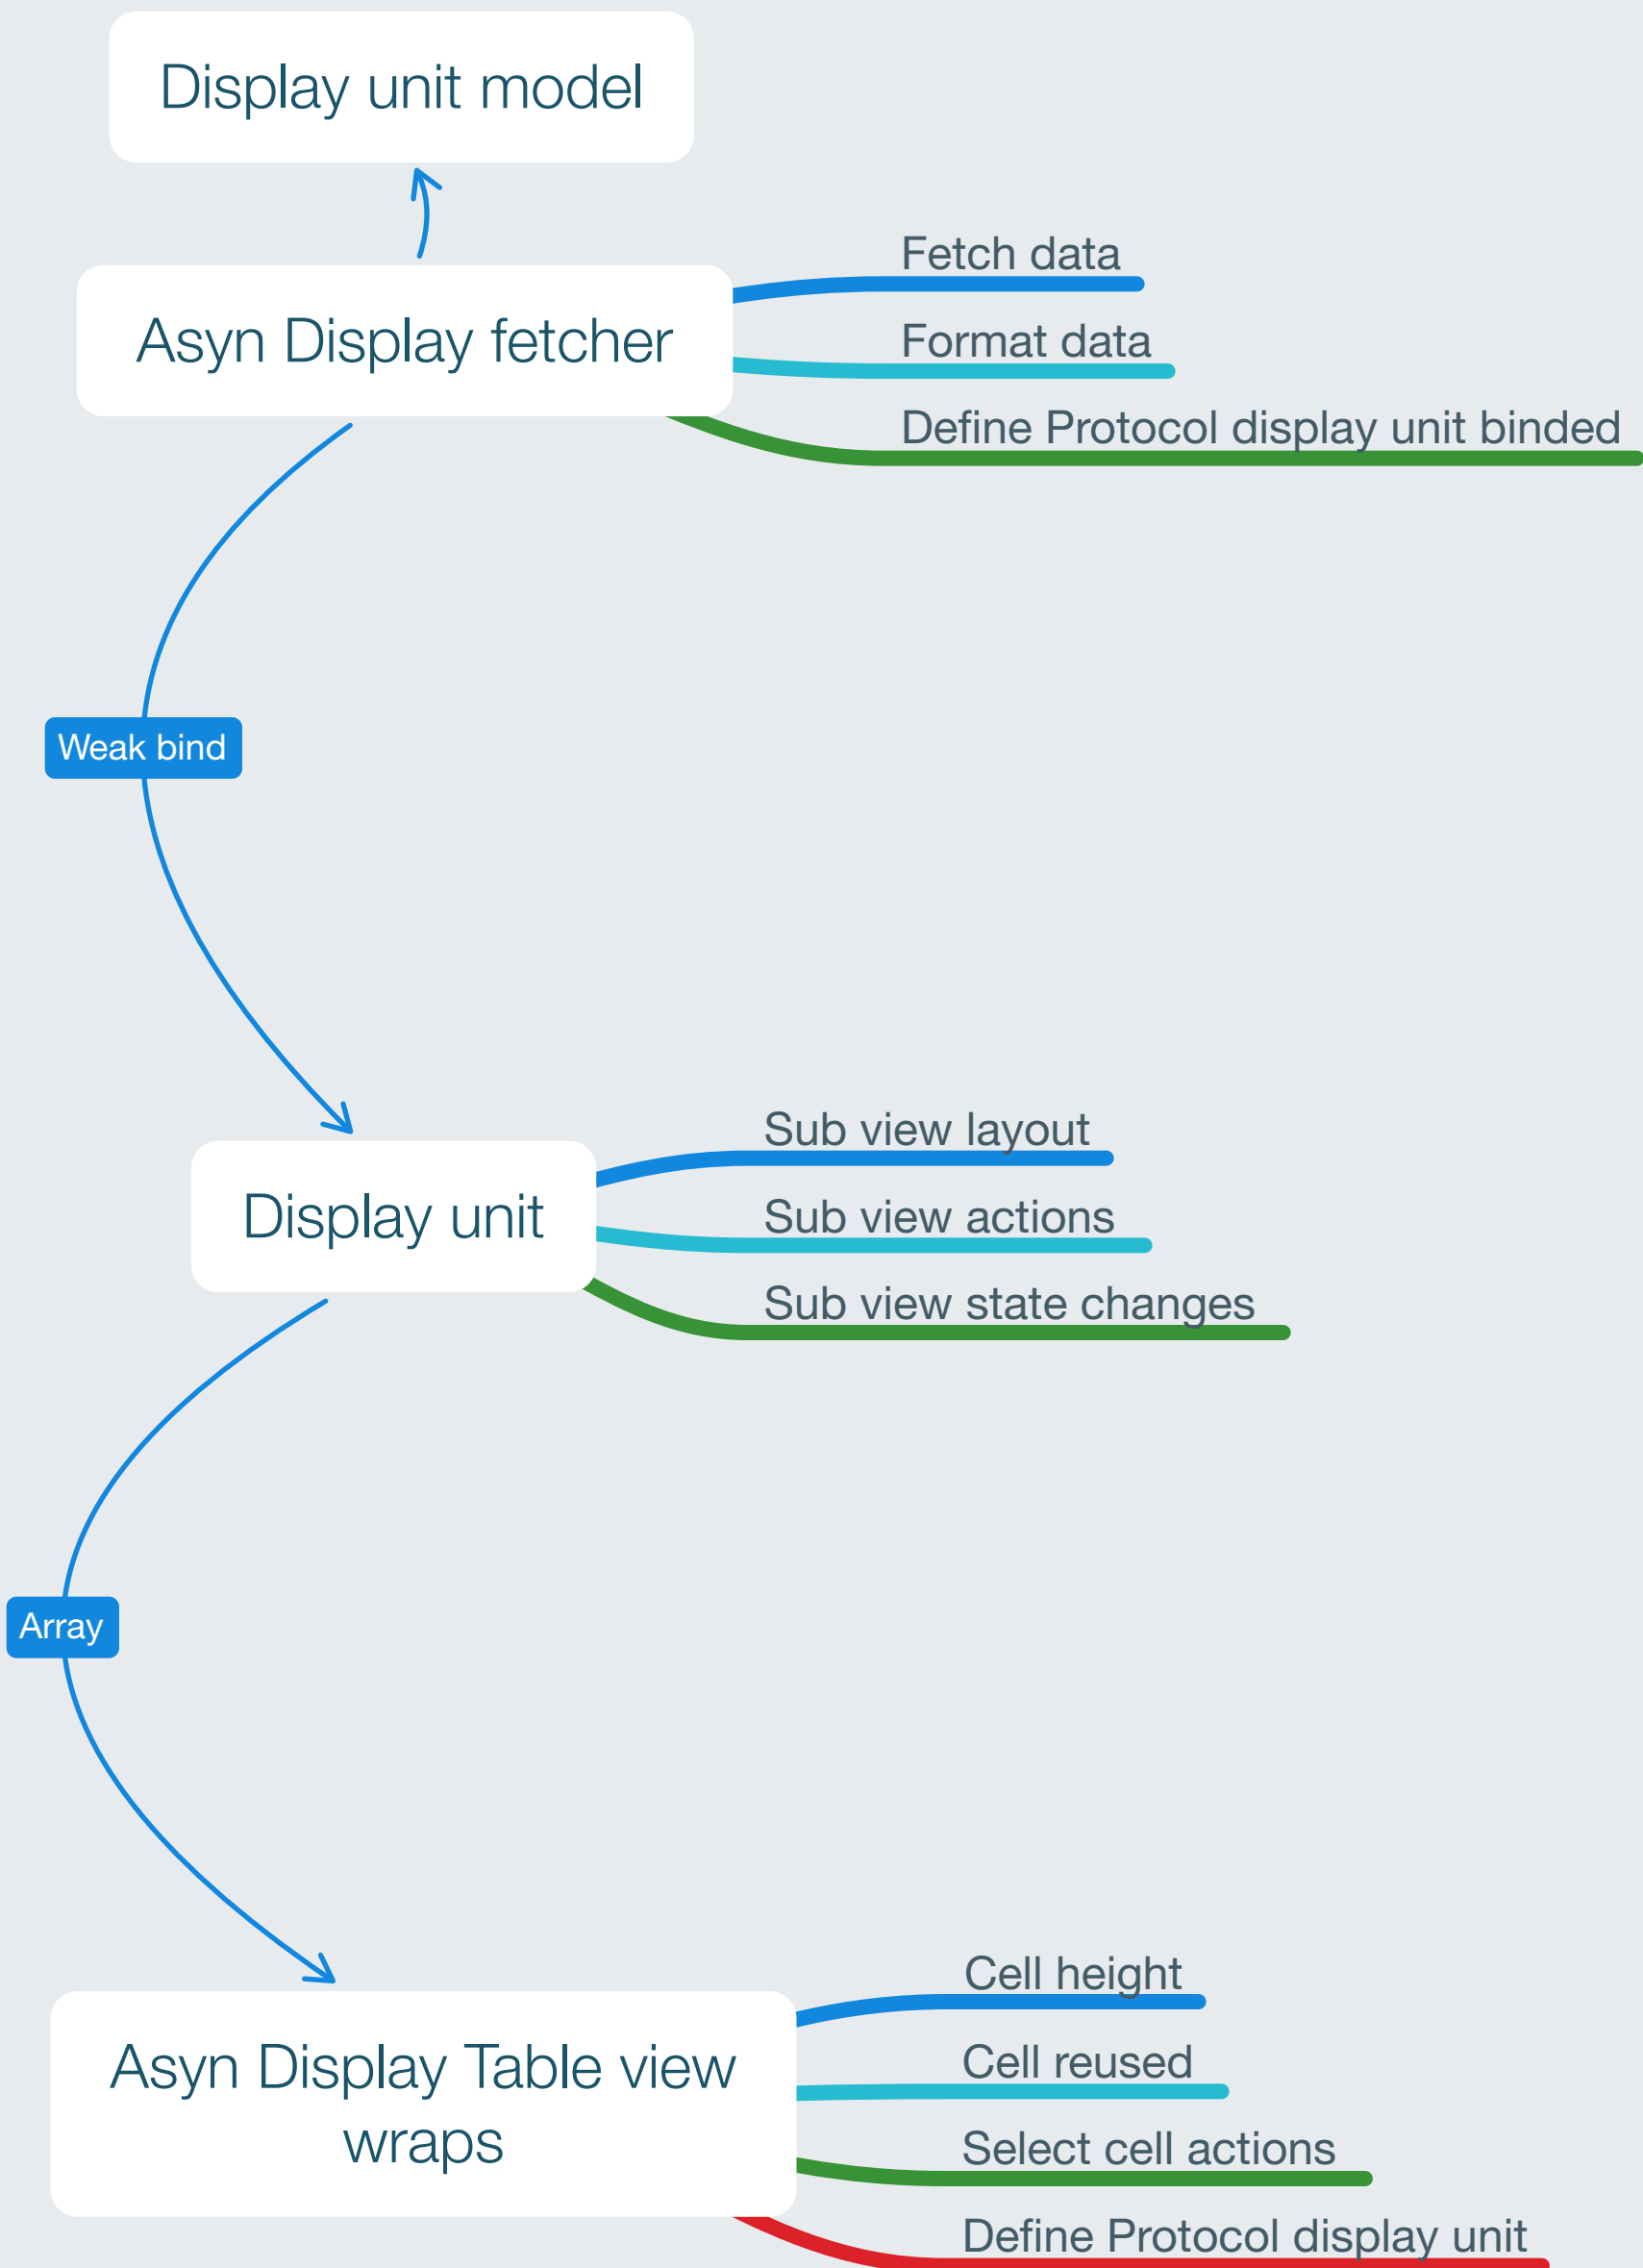 Display unit model
Fetch data
Asyn Display fetcher
Format data
Define Protocol display unit binded
Weak bind
Sub view layout
Display unit
Sub view actions
Sub view state changes
Array
Cell height
Asyn Display Table view
wraps
Cell reused
Select cell actions
Define Protocol display unit